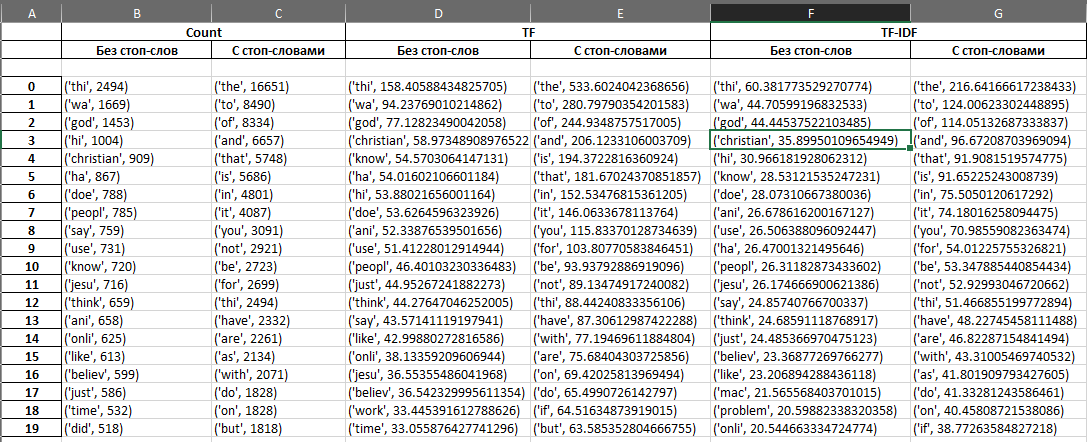 A B C D E F G
Count TF TF-IDF
Без стоп-слов С стоп-словами Без стоп-слов С стоп-словами Без стоп-слов С стоп-словами
0 ('thi', 2494) ('the', 16651) ('thi', 158.40588434825705) ('the', 533.6024042368656) ('thi', 60.381773529270774) ('the', 216.64166617238433)
1 ('wa', 1669) ('to', 8490) ('wa', 94.23769010214862) ('to', 280.79790354201583) ('wa', 44.70599196832533) ('to', 124.00623302448895)
2 ('god', 1453) ('of', 8334) ('god', 77.12823490042058) ('of', 244.9348757517005) ('god', 44.44537522103485) ('of', 114.05132687333837)
3 ('hi', 1004) ('and', 6657) ('christian', 58.97348908976522 ('and', 206.1233106003709) ('christian', 35.89950109654949) ('and', 96.67208703969094)
4 ('christian', 909) ('that', 5748) ('know', 54.5703064147131) ('is', 194.3722816360924) ('hi', 30.966181928062312) ('that', 91.9081519574775)
5 ('ha', 867) ('is', 5686) ('ha', 54.01602106601184) ('that', 181.67024370851857) ('know', 28.53121535247231) ('is', 91.65225243008739)
6 ('doe', 788) ('in', 4801) ('hi', 53.88021656001164) ('in', 152.53476815361205) ('doe', 28.07310667380036) ('in', 75.5050120617292)
7 ('peopl', 785) ('it', 4087) ('doe', 53.6264596323926) ('it', 146.0633678113764) ('ani', 26.678616200167127) ('it', 74.18016258094475)
8 ('say', 759) ('you', 3091) ('ani', 52.33876539501656) ('you', 115.83370128734639) ('use', 26.506388096092447) ('you', 70.98559082363474)
9 ('use', 731) ('not', 2921) ('use', 51.41228012914944) ('for', 103.80770583846451) ('ha', 26.47001321495646) ('for', 54.01225755326821)
10 ('know', 720) ('be', 2723) ('peopl', 46.40103230336483) ('be', 93.93792886919096) ('peopl', 26.31182873433602) ('be', 53.347885440854434)
11 ('jesu', 716) ('for', 2699) ('just', 44.95267241882273) ('not', 89.13474917240082) ('jesu', 26.174666900621386) ('not', 52.92993046720662)
12 ('think', 659) ('thi', 2494) ('think', 44.27647046252005) ('thi', 88.44240833356106) ('say', 24.85740766700337) ('thi', 51.466855199772894)
13 ('ani', 658) ('have', 2332) ('say', 43.57141119197941) ('have', 87.30612987422288) ('think', 24.68591118768917) ('have', 48.22745458111488)
14 ('onli', 625) ('are', 2261) ('like', 42.99880272816586) ('with', 77.19469611884804) ('just', 24.485366970475123) ('are', 46.82287154841494)
15 ('like', 613) ('as', 2134) ('onli', 38.13359209606944) ('are', 75.68404303725856) ('believ', 23.36877269766277) ('with', 43.31005469740532)
16 ('believ', 599) ('with', 2071) ('jesu', 36.55355486041968) ('on', 69.42025813969494) ('like', 23.206894288436118) ('as', 41.801909793427605)
17 ('just', 586) ('do', 1828) ('believ', 36.542329995611354) ('do', 65.4990726142797) ('mac', 21.565568403701015) ('do', 41.33281243586461)
18 ('time', 532) ('on', 1828) ('work', 33.445391612788626) ('if', 64.51634873919015) ('problem', 20.59882338320358) ('on', 40.45808721538086)
19 ('did', 518) ('but', 1818) ('time', 33.055876427741296) ('but', 63.585352804666755) ('onli', 20.544663334724774) ('if', 38.77263584827218)